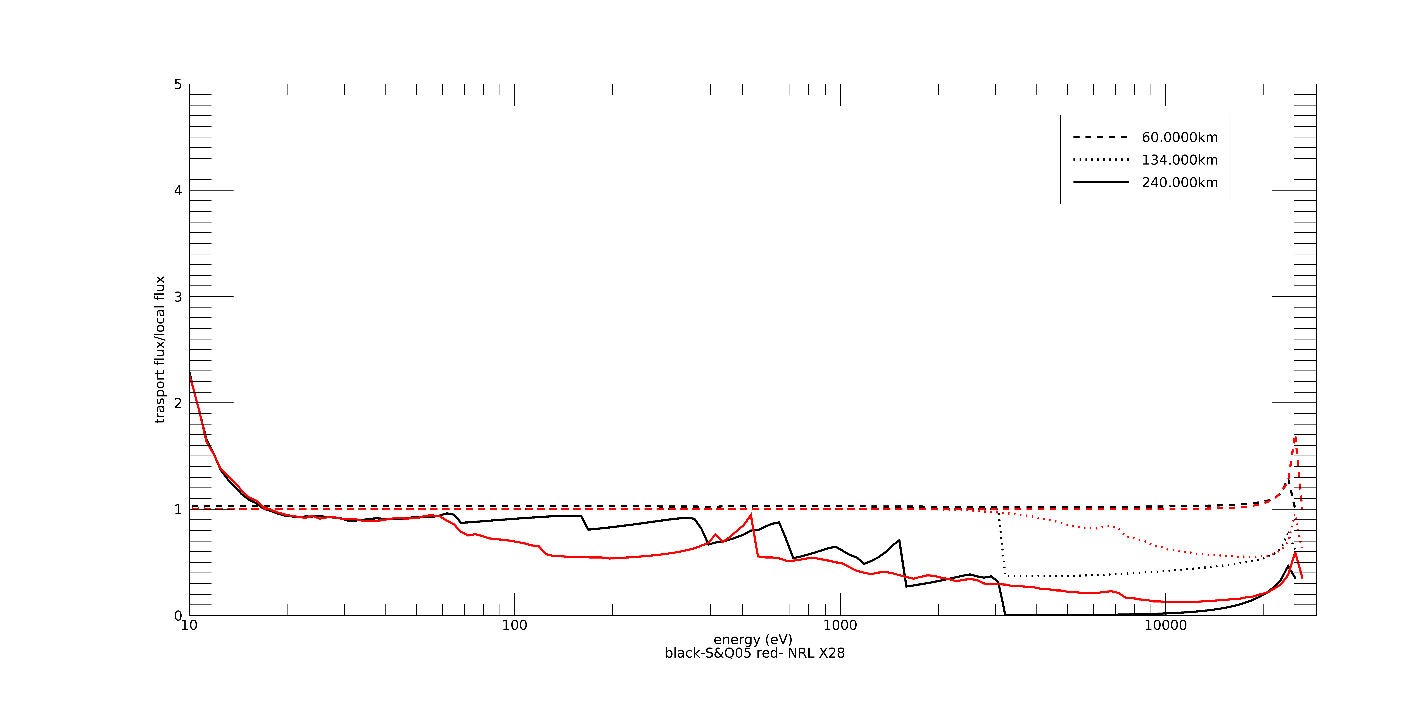 5
60.0000km
134.000km
240.000km
4
3
trasport flux/local flux
2
1
0
10
100
1000
10000
energy (eV)
black-S&Q05 red- NRL X28